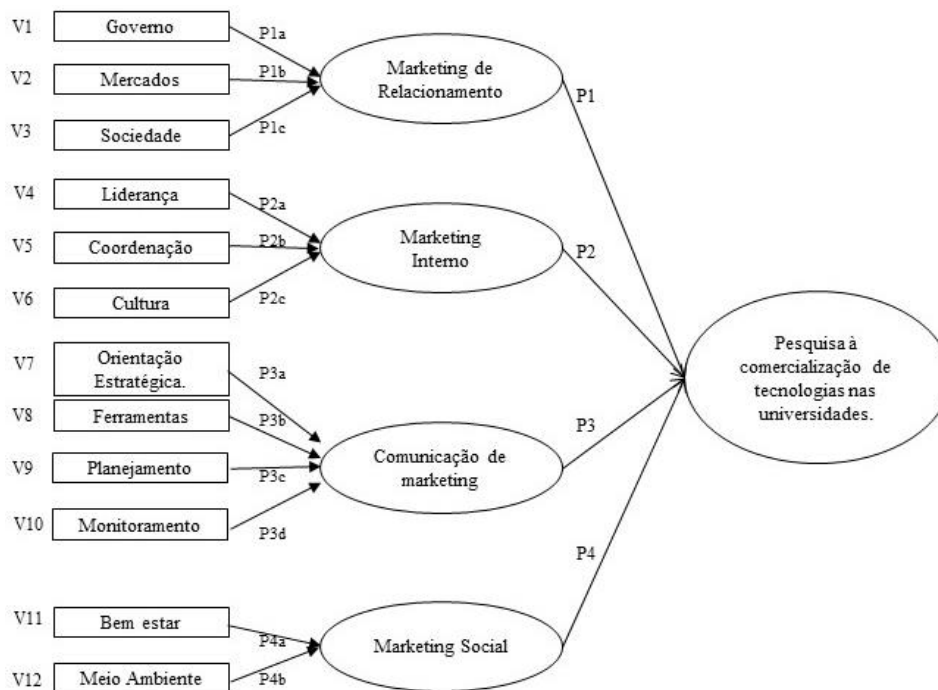 V1
Governo
P1a
V2
Mercados
P1b
V3
Sociedade
P1c
Marketing de
Relacionamento
P1
V4
Liderança
P2a
V5
Coordenação
P2b
V6
Cultura
P2c
Marketing
Interno
P2
V7
Orientação
Estratégica.
P3a
V8
Ferramentas
P3b
V9
Planejamento
P3c
V10
Monitoramento
P3d
Comunicação de
marketing
P3
V11
Bem estar
P4a
V12
Meio Ambiente
P4b
Marketing Social
P4
Pesquisa à
comercialização de
tecnologias nas
universidades.